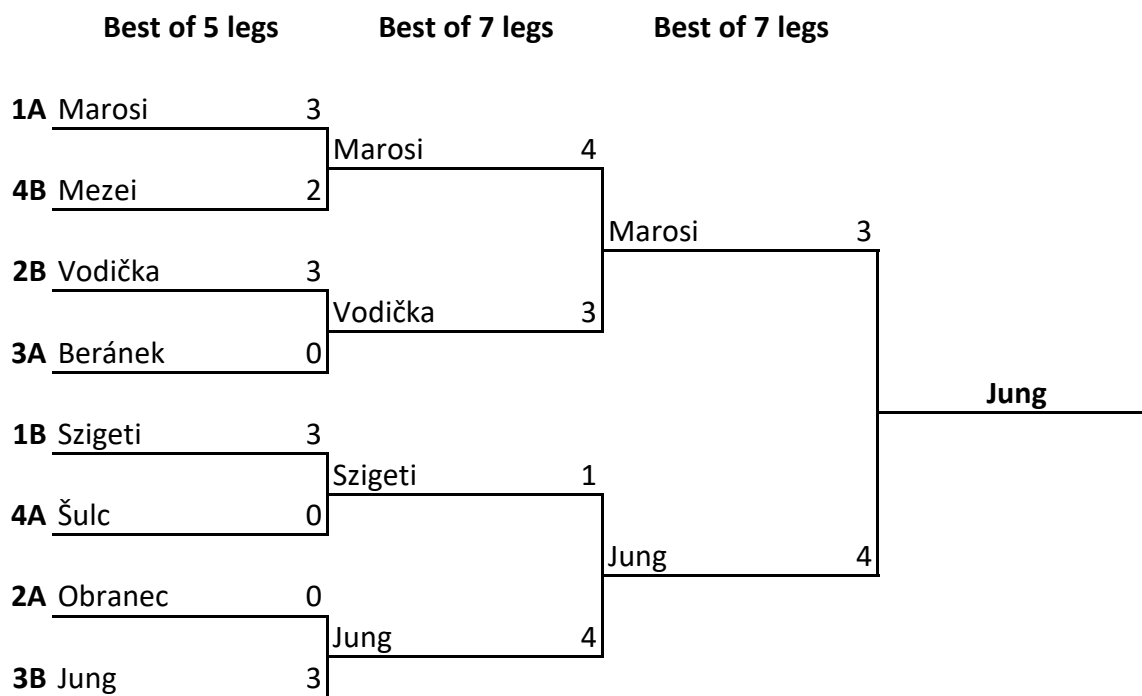 Best of 5 legs Best of 7 legs Best of 7 legs
1A Marosi 3
Marosi 4
4B Mezei 2
Marosi 3
2B Vodička 3
Vodička 3
3A Beránek 0
Jung
1B Szigeti 3
Szigeti 1
4A Šulc 0
Jung 4
2A Obranec 0
Jung 4
3B Jung 3